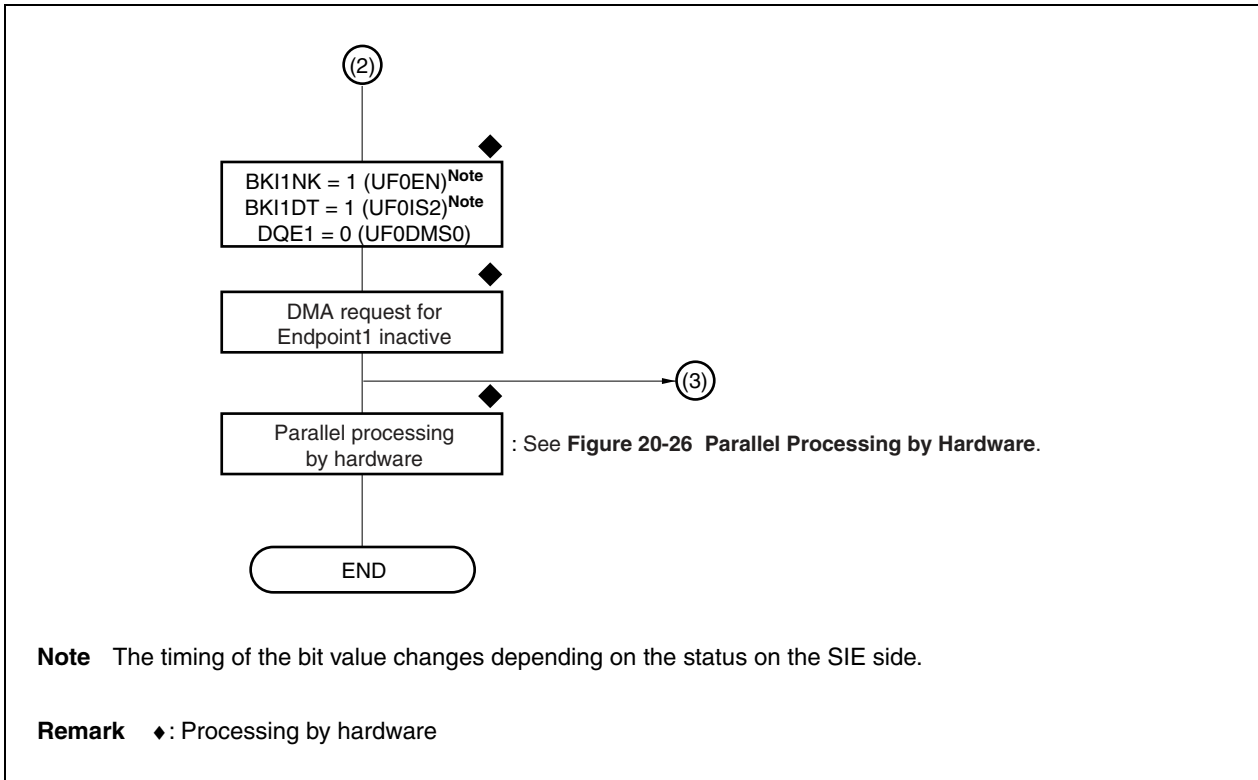 (2)
BKI1NK = 1 (UF0EN)Note
BKI1DT = 1 (UF0IS2)Note
DQE1 = 0 (UF0DMS0)
DMA request for
Endpoint1 inactive
(3)
Parallel processing
by hardware
: See Figure 20-26 Parallel Processing by Hardware.
END
Note The timing of the bit value changes depending on the status on the SIE side.
Remark ♦: Processing by hardware